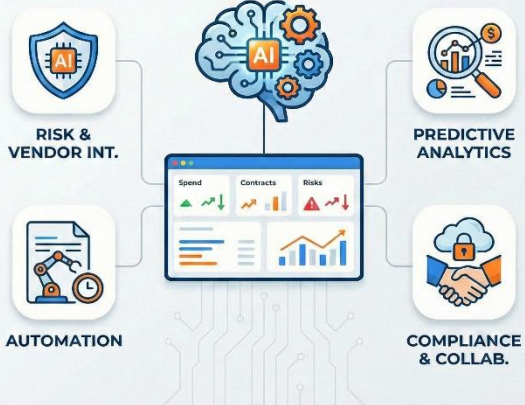 AI
RISK &
VENDOR INT.
AI
$
PREDICTIVE
ANALYTICS
Spend
Contracts
Risks
AUTOMATION
COMPLIANCE
& COLLAB.